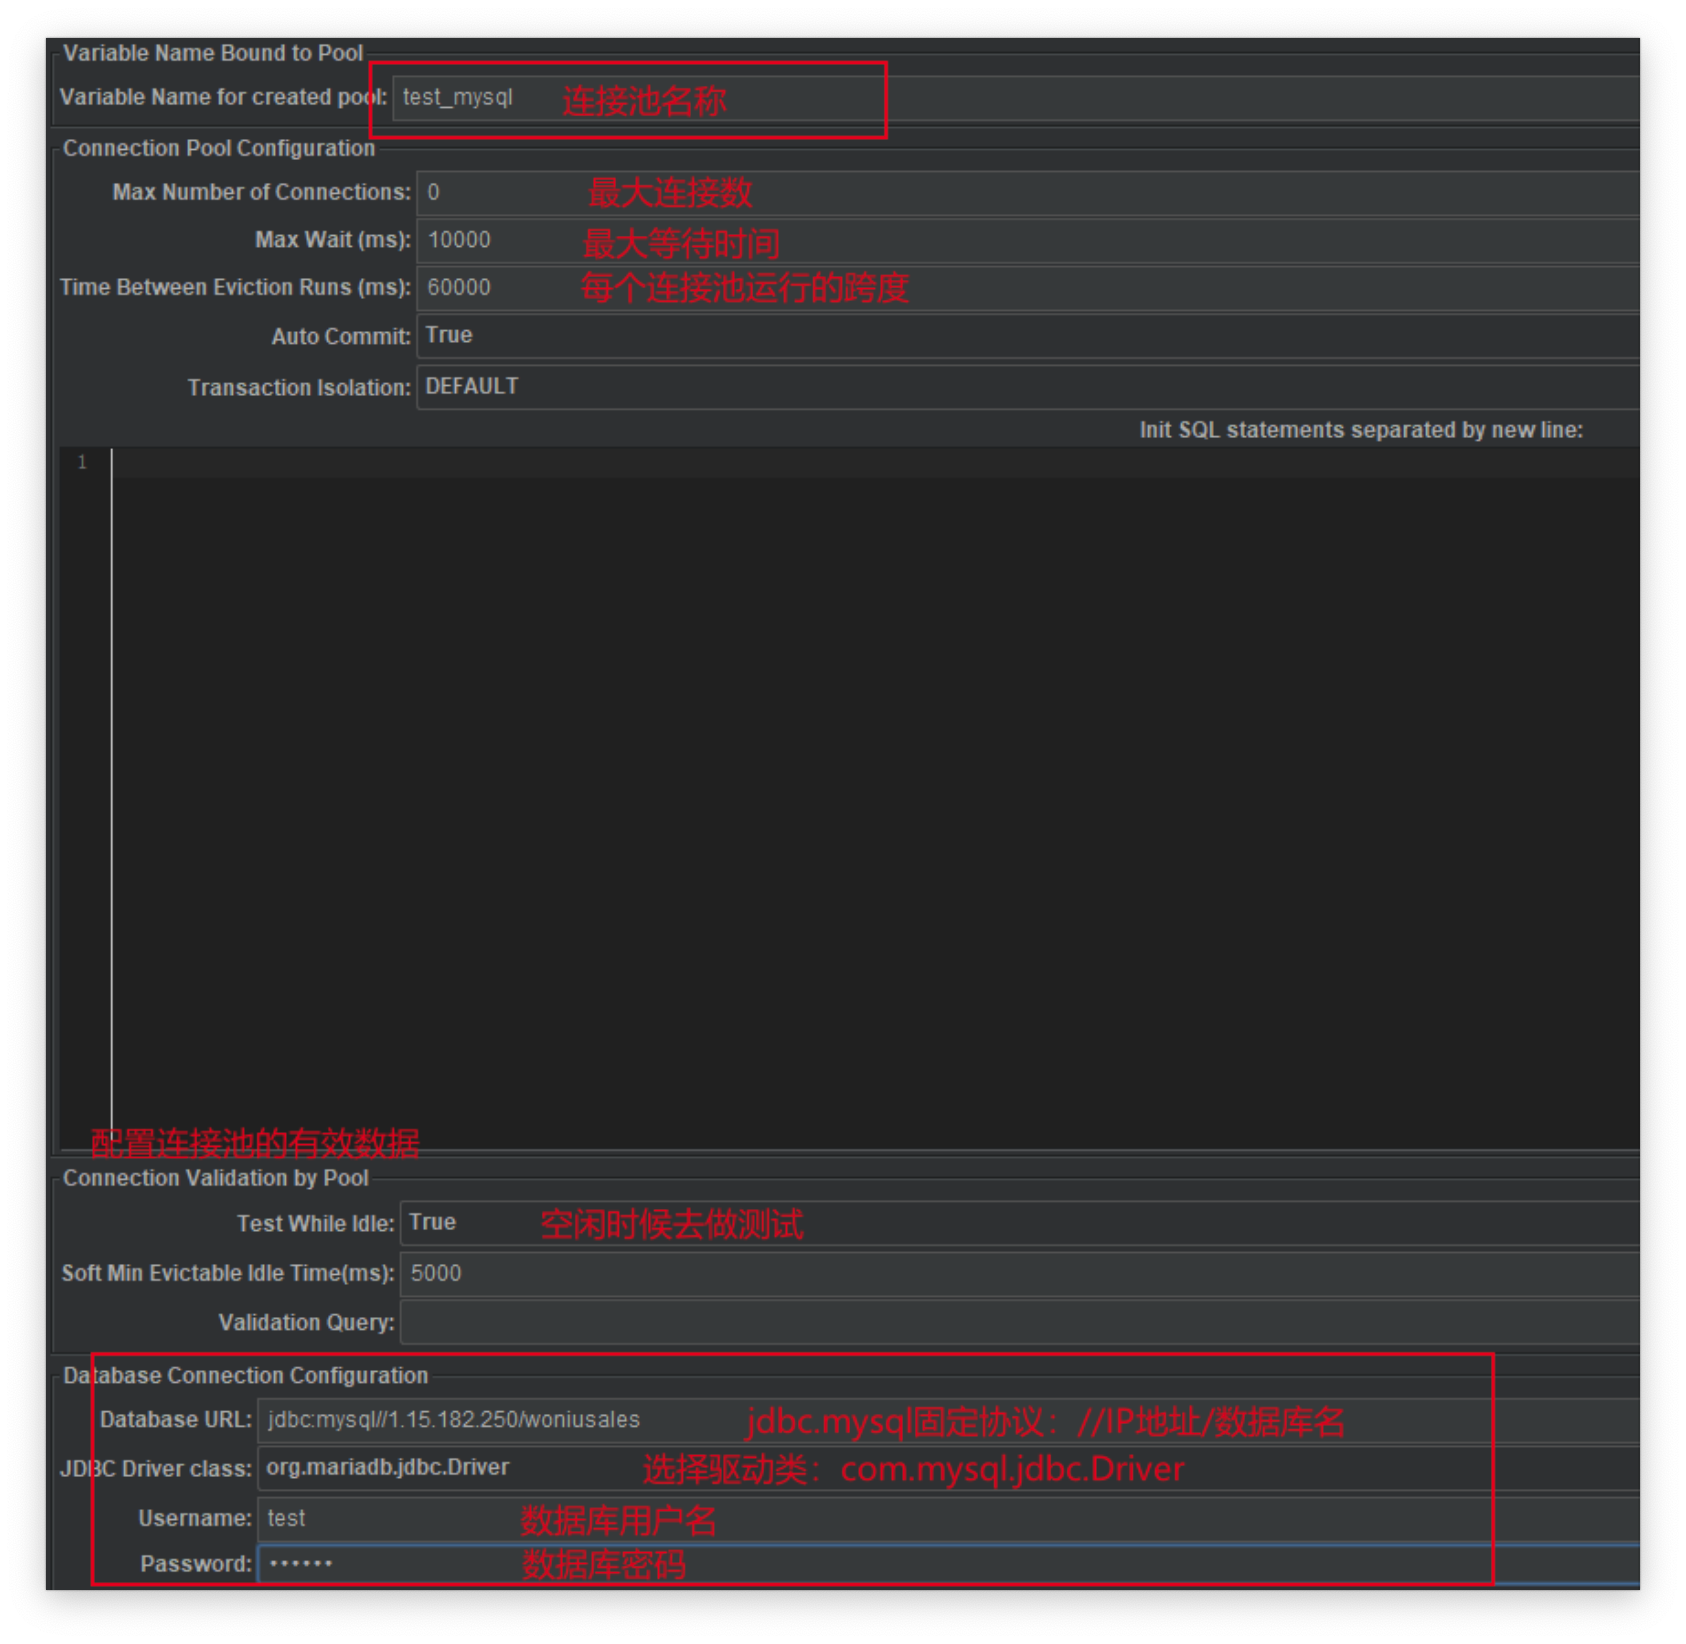 Variable Name Bound to Pool
Variable Name for created pool: test_mysql 连接池名称
Connection Pool Configuration
Max Number of Connections: 0 最大连接数
Max Wait (ms): 10000 最大等待时间
Time Between Eviction Runs (ms): 60000 每个连接池运行的跨度
Auto Commit: True
Transaction Isolation: DEFAULT
Init SQL statements separated by new line:
1
配置连接池的有效数据
Connection Validation by Pool
Test While Idle: True 空闲时候去做测试
Soft Min Evictable Idle Time(ms): 5000
Validation Query:
Database Connection Configuration
Database URL: jdbc:mysql//1.15.182.250/woniusales jdbc.mysql固定协议：//IP地址/数据库名
JDBC Driver class: org.mariadb.jdbc.Driver 选择驱动类：com.mysql.jdbc.Driver
Username: test 数据库用户名
Password: •••••• 数据库密码